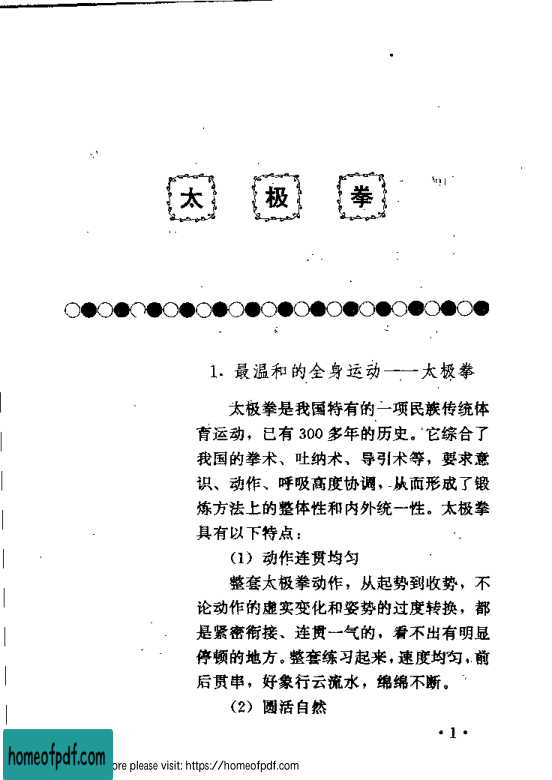 太 极 拳
1. 最温和的全身运动——太极拳
太极拳是我国特有的一项民族传统体
育运动，已有 300 多年的历史。它综合了
我国的拳术、吐纳术、导引术等，要求意
识、动作、呼吸高度协调，从而形成了锻
炼方法上的整体性和内外统一性。太极拳
具有以下特点：
（1）动作连贯均匀
整套太极拳动作，从起势到收势，不
论动作的虚实变化和姿势的过度转换，都
是紧密衔接、连贯一气的，看不出有明显
停顿的地方。整套练习起来，速度均匀，前
后贯串，好象行云流水，绵绵不断。
（2）圆活自然
·1·
homeofpdf.com
ore please visit: https://homeofpdf.com